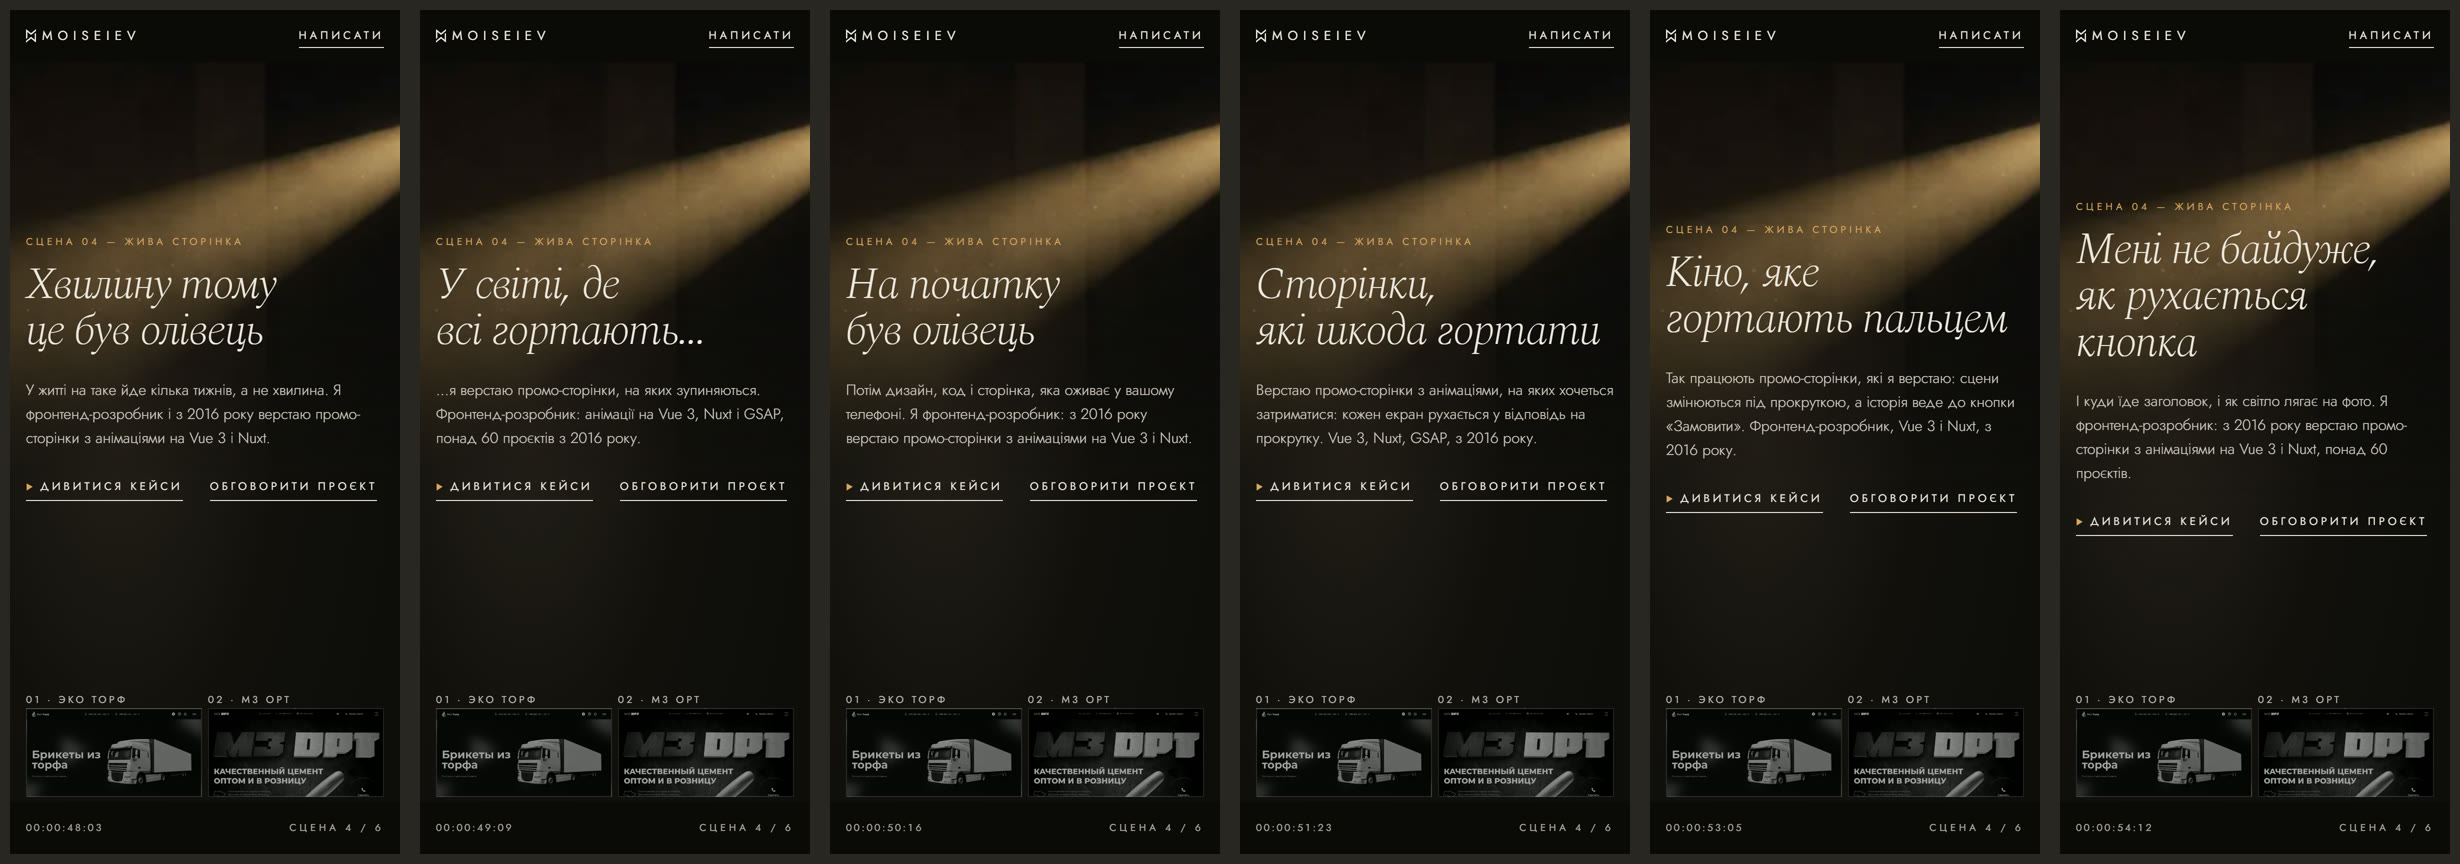 MOISEIEV
НАПИСАТИ
СЦЕНА 04 — ЖИВА СТОРІНКА
Хвилину тому
це був олівець
У житті на таке йде кілька тижнів, а не хвилина. Я
фронтенд-розробник і з 2016 року верстаю промо-
сторінки з анімаціями на Vue 3 і Nuxt.
ДИВИТИСЯ КЕЙСИ
ОБГОВОРИТИ ПРОЄКТ
01 · ЭКО ТОРФ
02 · МЗ ОРТ
Брикеты из
торфа
МЗ ОРТ
КАЧЕСТВЕННЫЙ ЦЕМЕНТ
ОПТОМ И В РОЗНИЦУ
00:00:48:03
СЦЕНА 4 / 6
MOISEIEV
НАПИСАТИ
СЦЕНА 04 — ЖИВА СТОРІНКА
У світі, де
всі гортають...
...я верстаю промо-сторінки, на яких зупиняються.
Фронтенд-розробник: анімації на Vue 3, Nuxt і GSAP,
понад 60 проєктів з 2016 року.
ДИВИТИСЯ КЕЙСИ
ОБГОВОРИТИ ПРОЄКТ
01 · ЭКО ТОРФ
02 · МЗ ОРТ
Брикеты из
торфа
МЗ ОРТ
КАЧЕСТВЕННЫЙ ЦЕМЕНТ
ОПТОМ И В РОЗНИЦУ
00:00:49:09
СЦЕНА 4 / 6
MOISEIEV
НАПИСАТИ
СЦЕНА 04 — ЖИВА СТОРІНКА
На початку
був олівець
Потім дизайн, код і сторінка, яка оживає у вашому
телефоні. Я фронтенд-розробник: з 2016 року
верстаю промо-сторінки з анімаціями на Vue 3 і Nuxt.
ДИВИТИСЯ КЕЙСИ
ОБГОВОРИТИ ПРОЄКТ
01 · ЭКО ТОРФ
02 · МЗ ОРТ
Брикеты из
торфа
МЗ ОРТ
КАЧЕСТВЕННЫЙ ЦЕМЕНТ
ОПТОМ И В РОЗНИЦУ
00:00:50:16
СЦЕНА 4 / 6
MOISEIEV
НАПИСАТИ
СЦЕНА 04 — ЖИВА СТОРІНКА
Сторінки,
які шкода гортати
Верстаю промо-сторінки з анімаціями, на яких хочеться
затриматися: кожен екран рухається у відповідь на
прокрутку. Vue 3, Nuxt, GSAP, з 2016 року.
ДИВИТИСЯ КЕЙСИ
ОБГОВОРИТИ ПРОЄКТ
01 · ЭКО ТОРФ
02 · МЗ ОРТ
Брикеты из
торфа
МЗ ОРТ
КАЧЕСТВЕННЫЙ ЦЕМЕНТ
ОПТОМ И В РОЗНИЦУ
00:00:51:23
СЦЕНА 4 / 6
MOISEIEV
НАПИСАТИ
СЦЕНА 04 — ЖИВА СТОРІНКА
Кіно, яке
гортають пальцем
Так працюють промо-сторінки, які я верстаю: сцени
змінюються під прокруткою, а історія веде до кнопки
«Замовити». Фронтенд-розробник, Vue 3 і Nuxt, з
2016 року.
ДИВИТИСЯ КЕЙСИ
ОБГОВОРИТИ ПРОЄКТ
01 · ЭКО ТОРФ
02 · МЗ ОРТ
Брикеты из
торфа
МЗ ОРТ
КАЧЕСТВЕННЫЙ ЦЕМЕНТ
ОПТОМ И В РОЗНИЦУ
00:00:53:05
СЦЕНА 4 / 6
MOISEIEV
НАПИСАТИ
СЦЕНА 04 — ЖИВА СТОРІНКА
Мені не байдуже,
як рухається
кнопка
І куди їде заголовок, і як світло лягає на фото. Я
фронтенд-розробник: з 2016 року верстаю промо-
сторінки з анімаціями на Vue 3 і Nuxt, понад 60
проєктів.
ДИВИТИСЯ КЕЙСИ
ОБГОВОРИТИ ПРОЄКТ
01 · ЭКО ТОРФ
02 · МЗ ОРТ
Брикеты из
торфа
МЗ ОРТ
КАЧЕСТВЕННЫЙ ЦЕМЕНТ
ОПТОМ И В РОЗНИЦУ
00:00:54:12
СЦЕНА 4 / 6